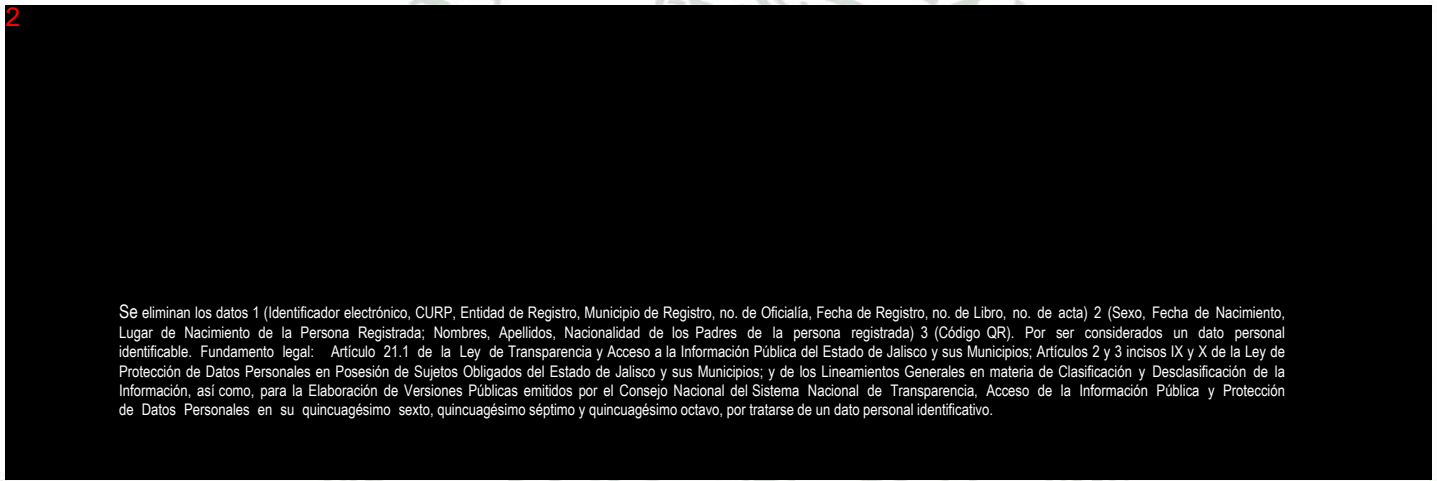 2
Se eliminan los datos 1 (Identificador electrónico, CURP, Entidad de Registro, Municipio de Registro, no. de Oficialía, Fecha de Registro, no. de Libro, no. de acta) 2 (Sexo, Fecha de Nacimiento,
Lugar de Nacimiento de la Persona Registrada; Nombres, Apellidos, Nacionalidad de los Padres de la persona registrada) 3 (Código QR). Por ser considerados un dato personal
identificable. Fundamento legal: Artículo 21.1 de la Ley de Transparencia y Acceso a la Información Pública del Estado de Jalisco y sus Municipios; Artículos 2 y 3 incisos IX y X de la Ley de
Protección de Datos Personales en Posesión de Sujetos Obligados del Estado de Jalisco y sus Municipios; y de los Lineamientos Generales en materia de Clasificación y Desclasificación de la
Información, así como, para la Elaboración de Versiones Públicas emitidos por el Consejo Nacional del Sistema Nacional de Transparencia, Acceso de la Información Pública y Protección
de Datos Personales en su quincuagésimo sexto, quincuagésimo séptimo y quincuagésimo octavo, por tratarse de un dato personal identificativo.